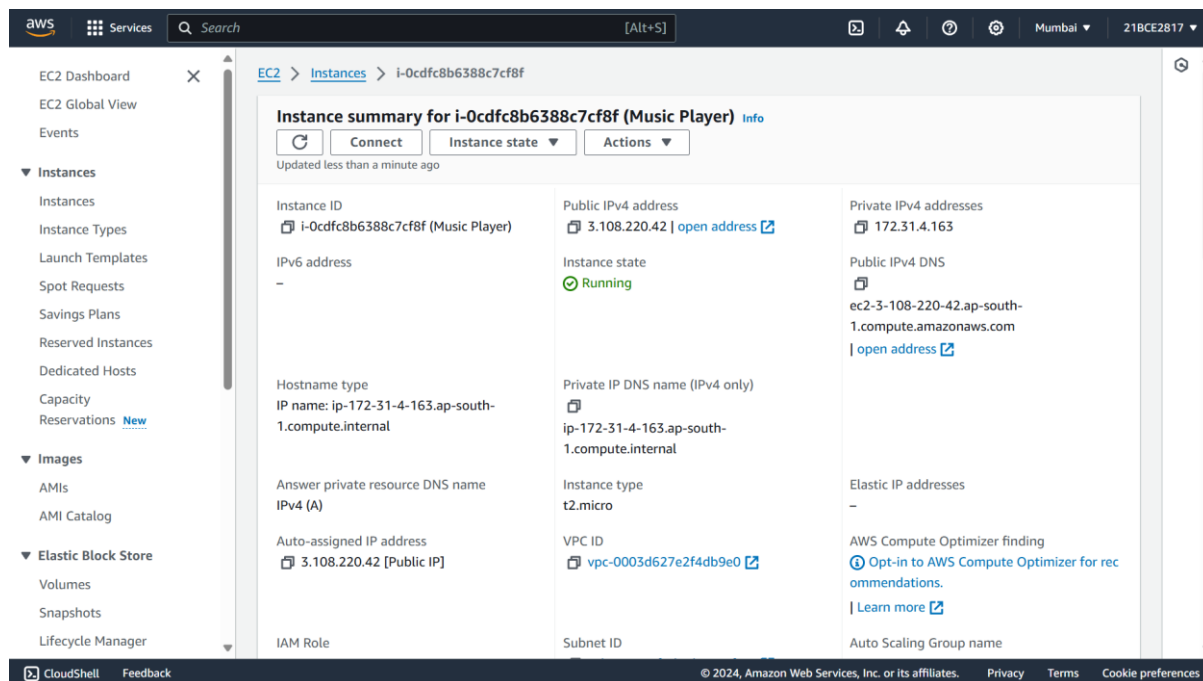 aws
Services
Search
[Alt+S]
Mumbai
21BCE2817
EC2 Dashboard
EC2 Global View
Events
Instances
Instances
Instance Types
Launch Templates
Spot Requests
Savings Plans
Reserved Instances
Dedicated Hosts
Capacity
Reservations New
Images
AMIs
AMI Catalog
Elastic Block Store
Volumes
Snapshots
Lifecycle Manager
EC2 > Instances > i-0cdfc8b6388c7cf8f
Instance summary for i-0cdfc8b6388c7cf8f (Music Player) Info
Connect
Instance state
Actions
Updated less than a minute ago
Instance ID
i-0cdfc8b6388c7cf8f (Music Player)
Public IPv4 address
3.108.220.42 | open address
Private IPv4 addresses
172.31.4.163
IPv6 address
–
Instance state
Running
Public IPv4 DNS
ec2-3-108-220-42.ap-south-
1.compute.amazonaws.com
| open address
Hostname type
IP name: ip-172-31-4-163.ap-south-
1.compute.internal
Private IP DNS name (IPv4 only)
ip-172-31-4-163.ap-south-
1.compute.internal
Answer private resource DNS name
IPv4 (A)
Instance type
t2.micro
Elastic IP addresses
–
Auto-assigned IP address
3.108.220.42 [Public IP]
VPC ID
vpc-0003d627e2f4db9e0
AWS Compute Optimizer finding
Opt-in to AWS Compute Optimizer for rec
ommendations.
| Learn more
IAM Role
Subnet ID
Auto Scaling Group name
CloudShell
Feedback
© 2024, Amazon Web Services, Inc. or its affiliates.
Privacy
Terms
Cookie preferences